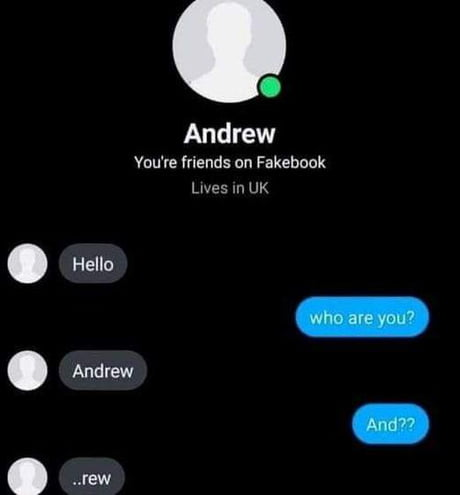 Andrew
You're friends on Fakebook
Lives in UK
Hello
who are you?
Andrew
And??
..rew